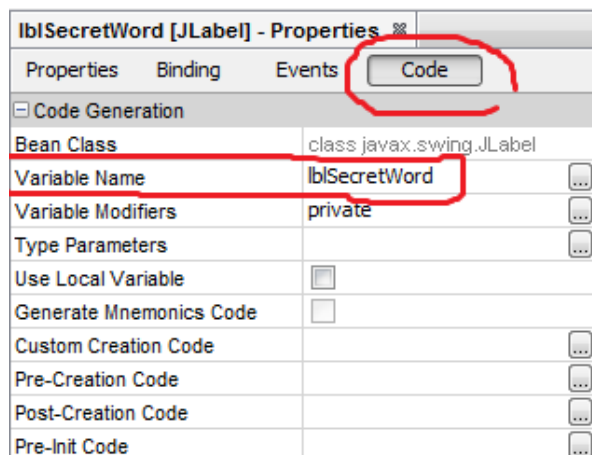 lblSecretWord [JLabel] - Properties
Properties Binding Events Code
Code Generation
Bean Class class javax.swing.JLabel
Variable Name lblSecretWord ...
Variable Modifiers private ...
Type Parameters ...
Use Local Variable
Generate Mnemonics Code
Custom Creation Code ...
Pre-Creation Code ...
Post-Creation Code ...
Pre-Init Code ...